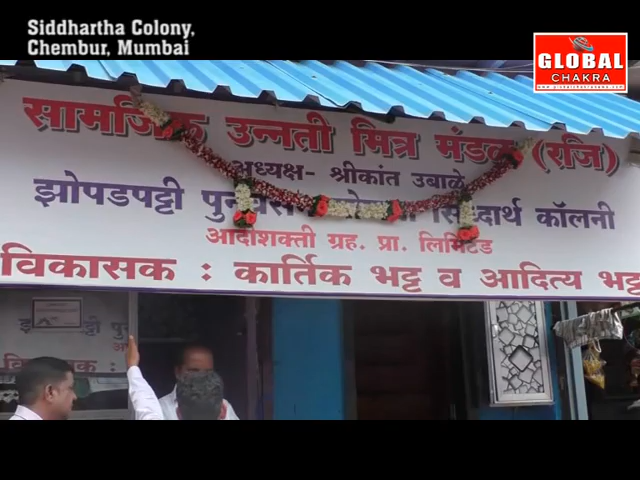 Siddhartha Colony,
Chembur, Mumbai
GLOBAL
CHAKRA
सामाजिक उन्नती मित्र मंडळ (रजि)
अध्यक्ष- श्रीकांत उबाळे
झोपडपट्टी सिद्धार्थ कॉलनी
आदीशक्ती ग्रह. प्रा. लिमिटेड
विकासक : कार्तिक भट्ट व आदित्य भट्ट